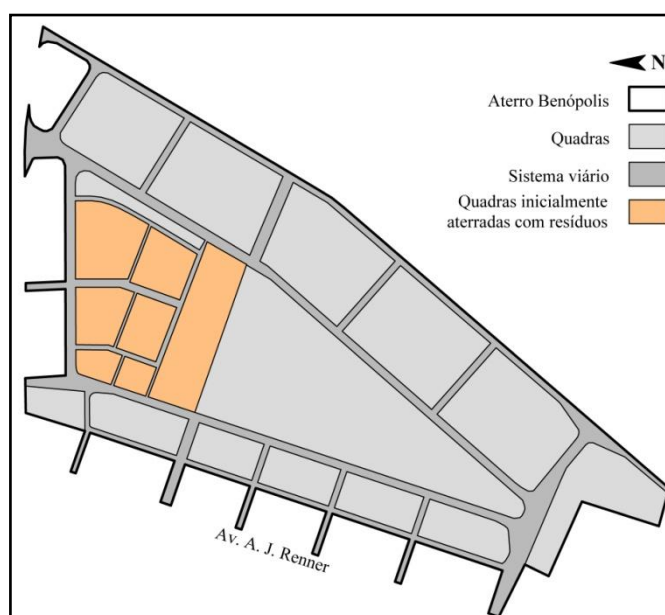 N
Aterro Benópolis
Quadras
Sistema viário
Quadras inicialmente
aterradas com resíduos
Av. A. J. Renner